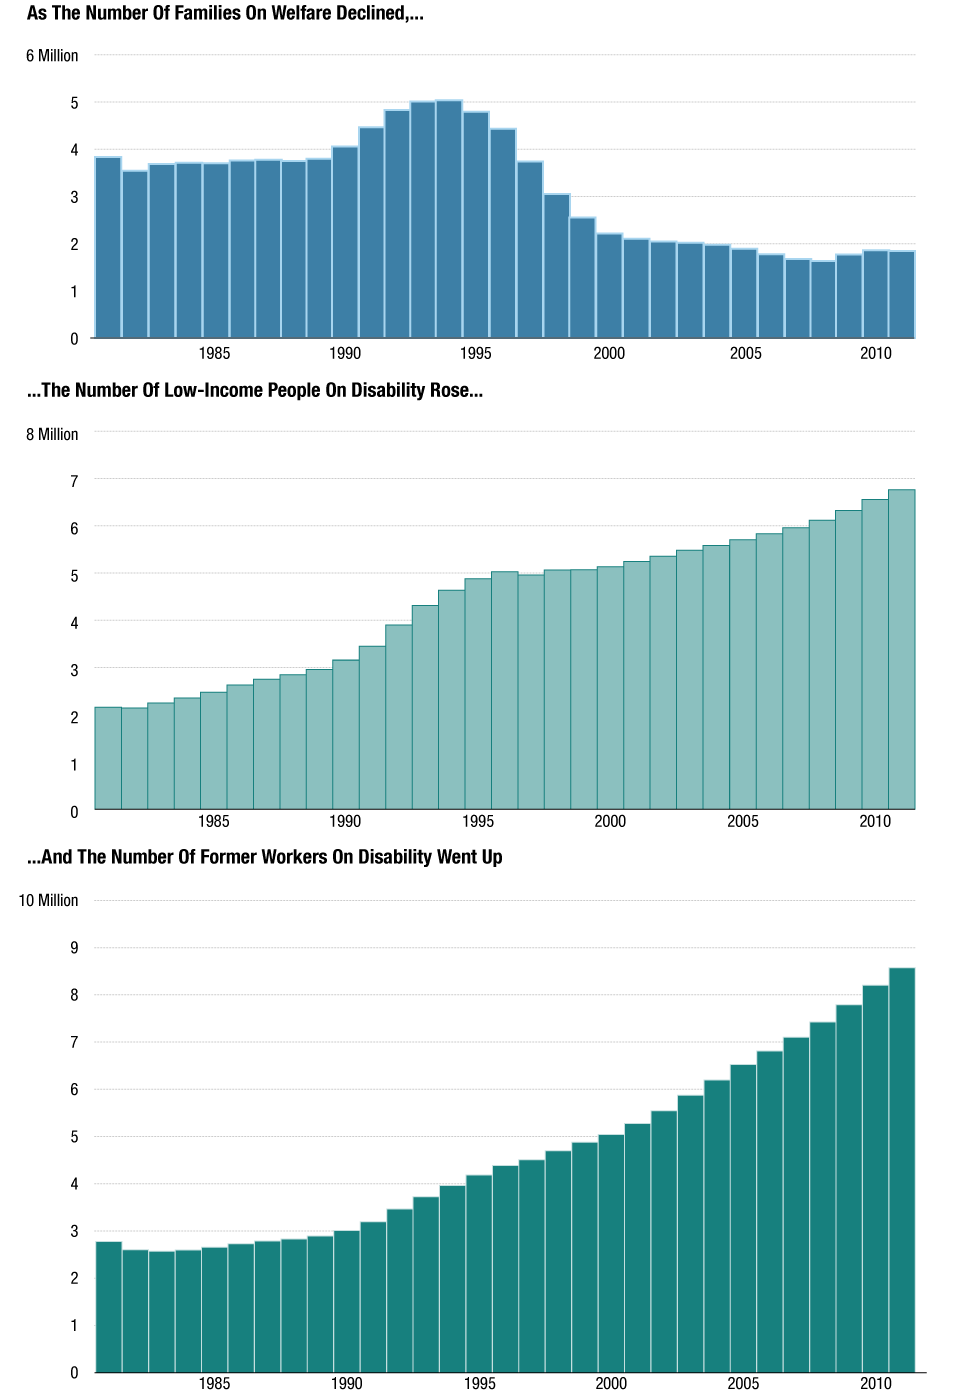 As The Number Of Families On Welfare Declined,...
6 Million
5
4
3
2
1
0
1985 1990 1995 2000 2005 2010
...The Number Of Low-Income People On Disability Rose...
8 Million
7
6
5
4
3
2
1
0
1985 1990 1995 2000 2005 2010
...And The Number Of Former Workers On Disability Went Up
10 Million
9
8
7
6
5
4
3
2
1
0
1985 1990 1995 2000 2005 2010